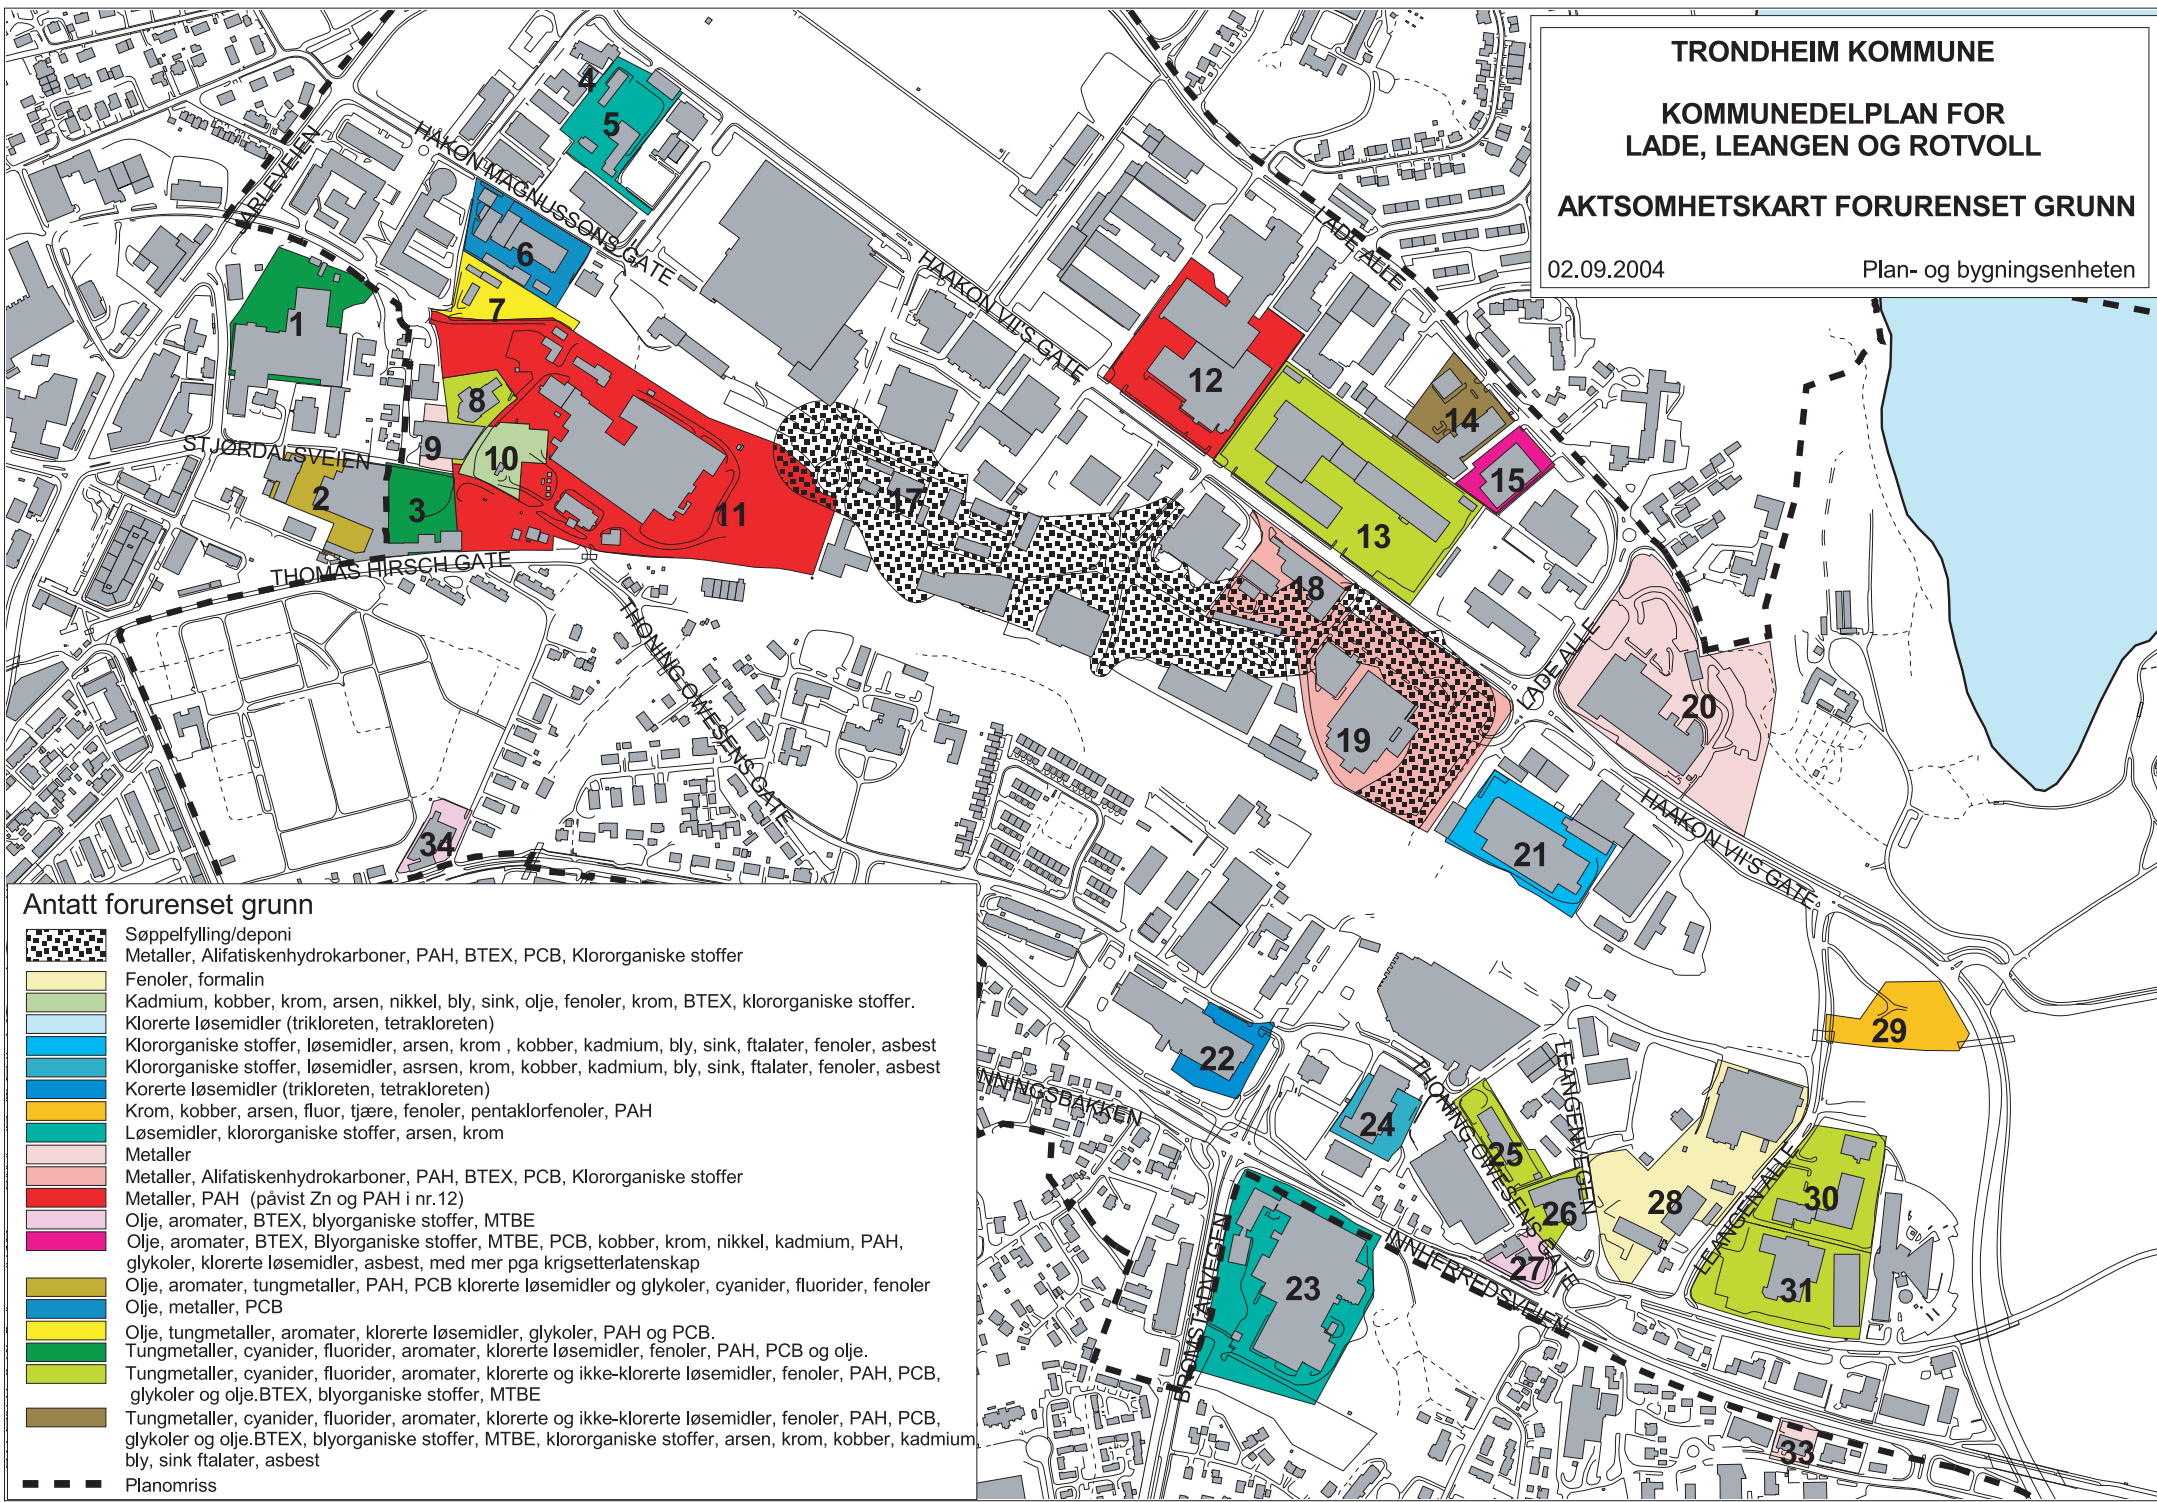 TRONDHEIM KOMMUNE
KOMMUNEDELPLAN FOR
LADE, LEANGEN OG ROTVOLL
AKTSOMHETSKART FORURENSET GRUNN
02.09.2004
Plan- og bygningsenheten
JARLEVEIEN
HÅKON MAGNUSSONS GATE
HAAKON VII'S GATE
LADE ALLE
STJØRDALSVEIEN
THOMAS HIRSCH GATE
THONING OWESENS GATE
LADE ALLE
HAAKON VII'S GATE
NNINGSBAKKEN
BROMSTADVEGEN
THONING OWESENS GATE
LEANGENVEGEN
LEANGEN ALLE
INNHERREDSVEIEN
4
5
6
7
1
8
9
10
2
3
11
12
13
14
15
17
18
19
20
21
34
22
24
23
25
26
27
28
29
30
31
33
Antatt forurenset grunn
Søppelfylling/deponi
Metaller, Alifatiskenhydrokarboner, PAH, BTEX, PCB, Klororganiske stoffer
Fenoler, formalin
Kadmium, kobber, krom, arsen, nikkel, bly, sink, olje, fenoler, krom, BTEX, klororganiske stoffer.
Klorerte løsemidler (trikloreten, tetrakloreten)
Klororganiske stoffer, løsemidler, arsen, krom , kobber, kadmium, bly, sink, ftalater, fenoler, asbest
Klororganiske stoffer, løsemidler, asrsen, krom, kobber, kadmium, bly, sink, ftalater, fenoler, asbest
Korerte løsemidler (trikloreten, tetrakloreten)
Krom, kobber, arsen, fluor, tjære, fenoler, pentaklorfenoler, PAH
Løsemidler, klororganiske stoffer, arsen, krom
Metaller
Metaller, Alifatiskenhydrokarboner, PAH, BTEX, PCB, Klororganiske stoffer
Metaller, PAH (påvist Zn og PAH i nr.12)
Olje, aromater, BTEX, blyorganiske stoffer, MTBE
Olje, aromater, BTEX, Blyorganiske stoffer, MTBE, PCB, kobber, krom, nikkel, kadmium, PAH,
glykoler, klorerte løsemidler, asbest, med mer pga krigsetterlatenskap
Olje, aromater, tungmetaller, PAH, PCB klorerte løsemidler og glykoler, cyanider, fluorider, fenoler
Olje, metaller, PCB
Olje, tungmetaller, aromater, klorerte løsemidler, glykoler, PAH og PCB.
Tungmetaller, cyanider, fluorider, aromater, klorerte løsemidler, fenoler, PAH, PCB og olje.
Tungmetaller, cyanider, fluorider, aromater, klorerte og ikke-klorerte løsemidler, fenoler, PAH, PCB,
glykoler og olje.BTEX, blyorganiske stoffer, MTBE
Tungmetaller, cyanider, fluorider, aromater, klorerte og ikke-klorerte løsemidler, fenoler, PAH, PCB,
glykoler og olje.BTEX, blyorganiske stoffer, MTBE, klororganiske stoffer, arsen, krom, kobber, kadmium,
bly, sink ftalater, asbest
Planomriss